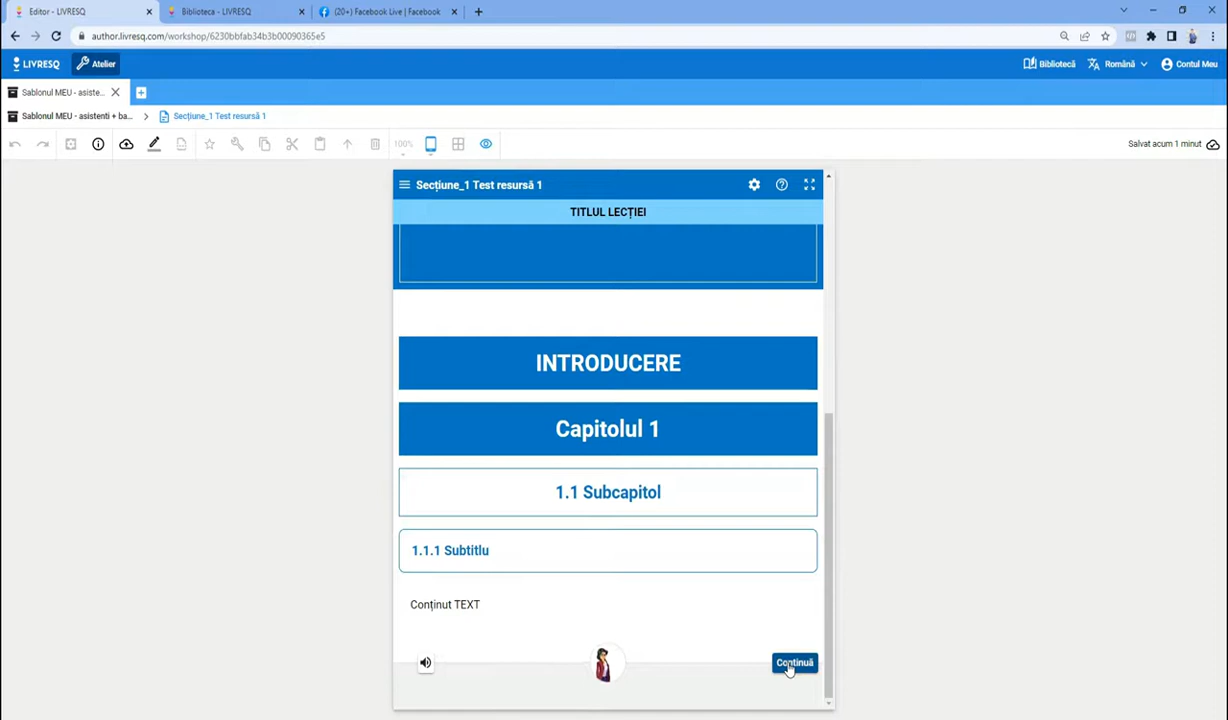 Editor - LIVRESQ
Biblioteca - LIVRESQ
(20+) Facebook Live | Facebook
author.livresq.com/workshop/6230bbfab34b3b00090365e5
LIVRESQ
Atelier
Bibliotecă
Română
Contul Meu
Sablonul MEU - asiste...
Sablonul MEU - asistenti + ba...
Secțiune_1 Test resursă 1
100%
Salvat acum 1 minut
Secțiune_1 Test resursă 1
TITLUL LECȚIEI
INTRODUCERE
Capitolul 1
1.1 Subcapitol
1.1.1 Subtitlu
Conținut TEXT
Continuă